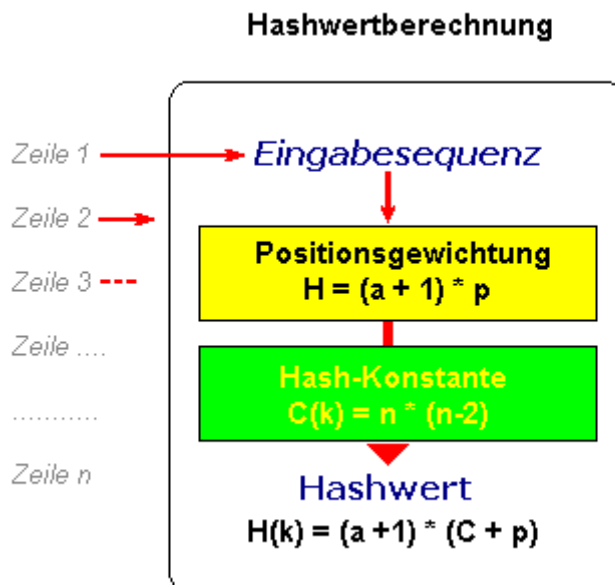 Hashwertberechnung
Zeile 1
Eingabesequenz
Zeile 2
Positionsgewichtung
H = (a + 1) * p
Zeile 3
Zeile ....
Hash-Konstante
C(k) = n * (n-2)
...........
Zeile n
Hashwert
H(k) = (a +1) * (C + p)